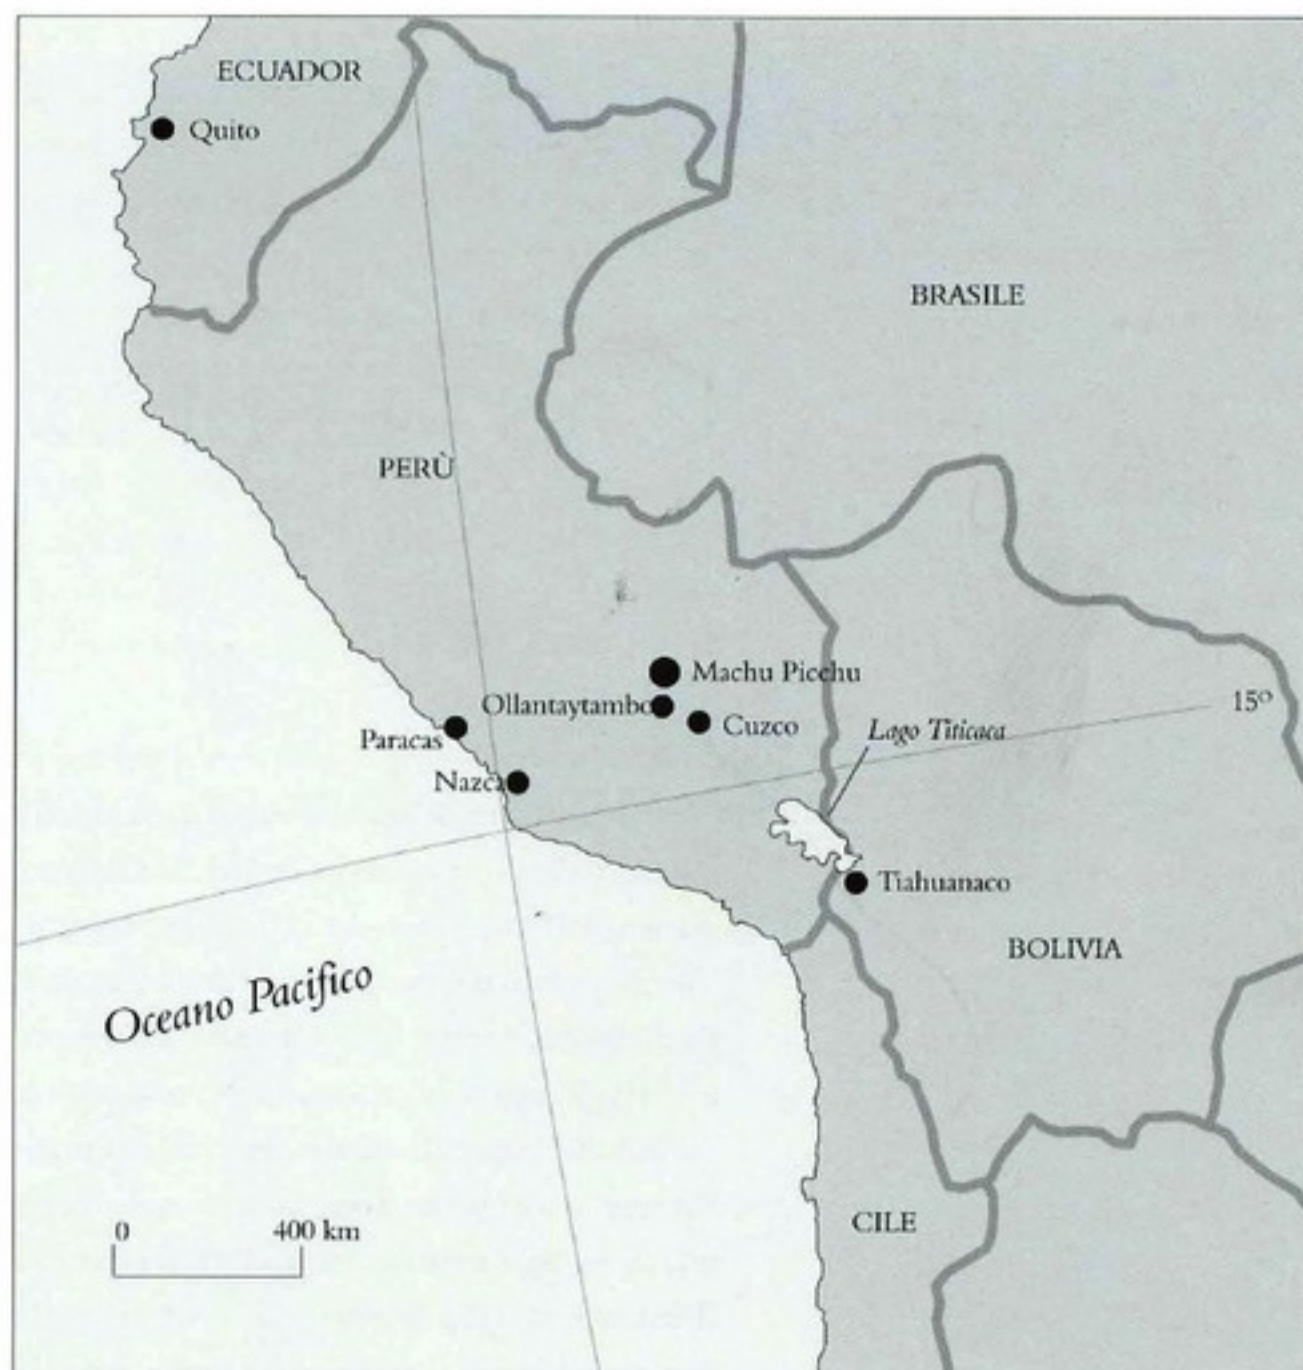 ECUADOR
Quito
BRASILE
PERÙ
Machu Picchu
Ollantaytambo
Cuzco
Paracas
Nazca
15°
Lago Titicaca
Tiahuanaco
BOLIVIA
Oceano Pacifico
0 400 km
CILE